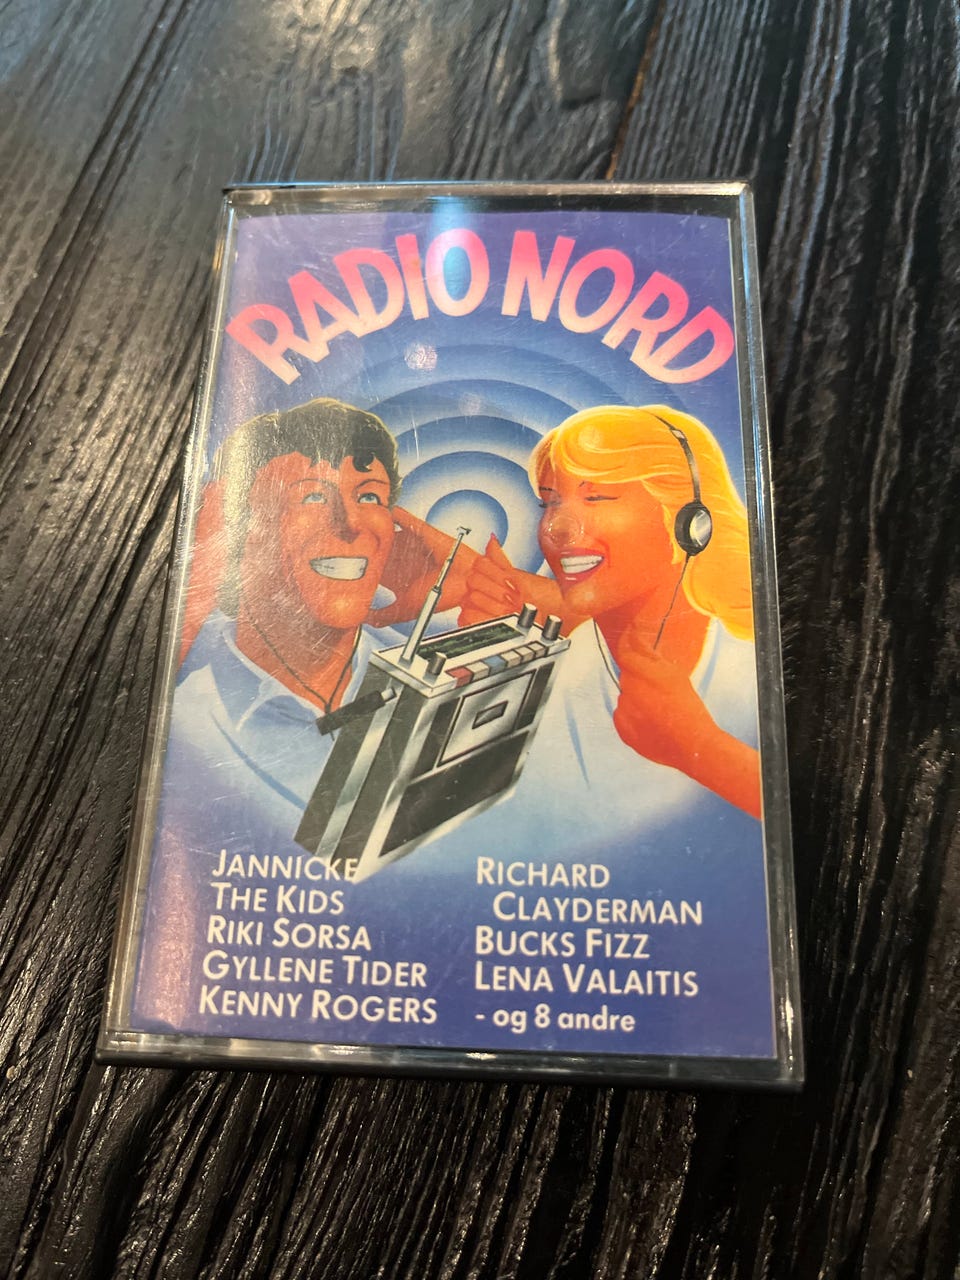 RADIO NORD
JANNICKE
THE KIDS
RIKI SORSA
GYLLENE TIDER
KENNY ROGERS
RICHARD
CLAYDERMAN
BUCKS FIZZ
LENA VALAITIS
- og 8 andre